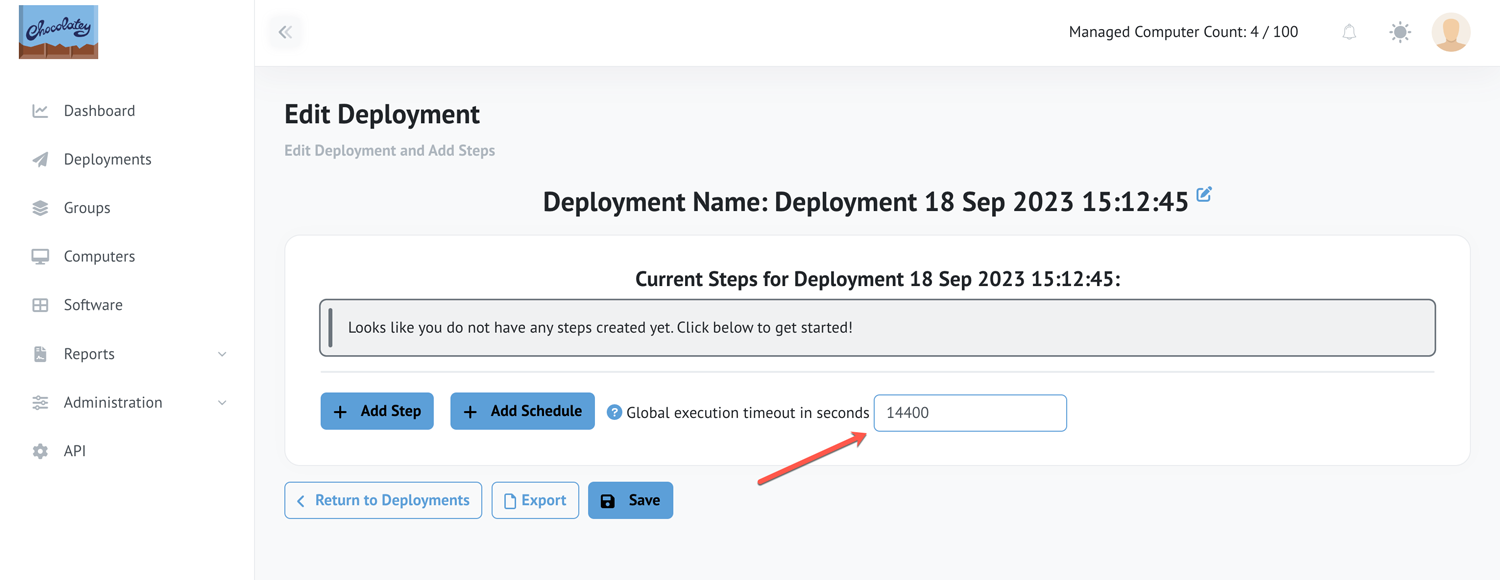 Chocolatey
Managed Computer Count: 4 / 100
Dashboard
Deployments
Groups
Computers
Software
Reports
Administration
API
Edit Deployment
Edit Deployment and Add Steps
Deployment Name: Deployment 18 Sep 2023 15:12:45
Current Steps for Deployment 18 Sep 2023 15:12:45:
Looks like you do not have any steps created yet. Click below to get started!
+ Add Step
+ Add Schedule
? Global execution timeout in seconds 14400
Return to Deployments
Export
Save